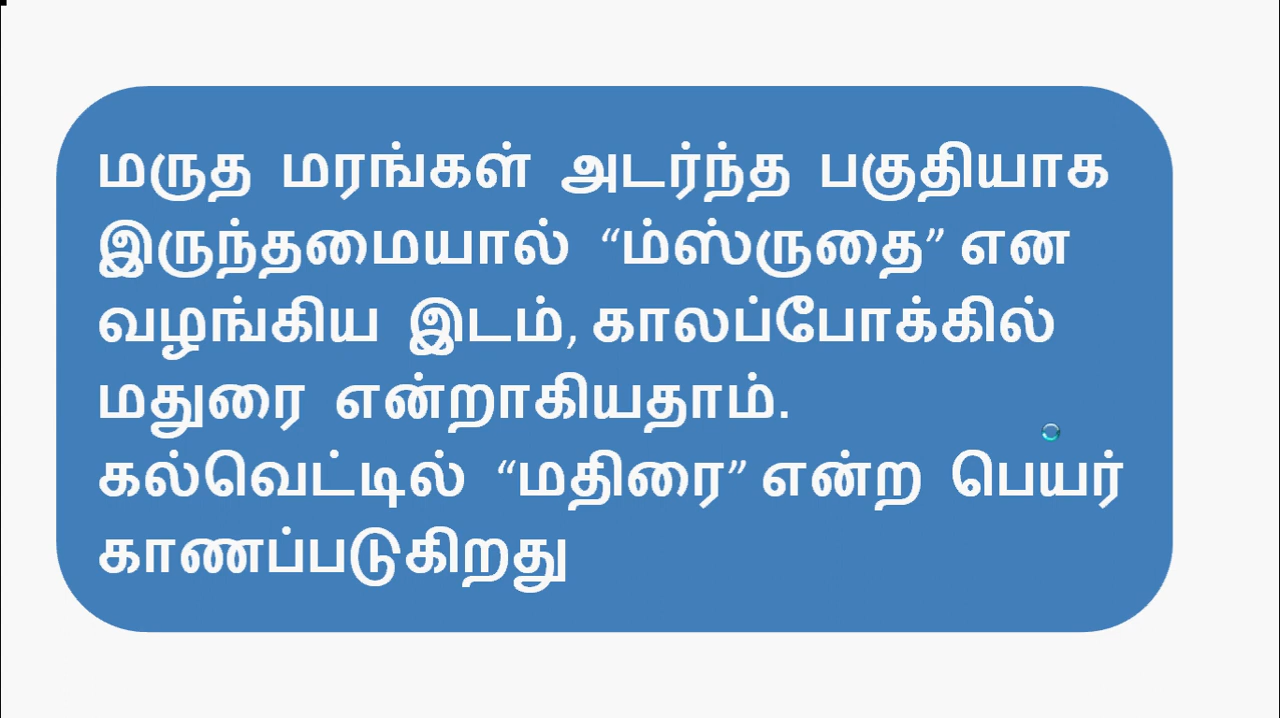 மருத மரங்கள் அடர்ந்த பகுதியாக
இருந்தமையால் “ம்ஸ்ருதை” என
வழங்கிய இடம், காலப்போக்கில்
மதுரை என்றாகியதாம்.
கல்வெட்டில் “மதிரை” என்ற பெயர்
காணப்படுகிறது